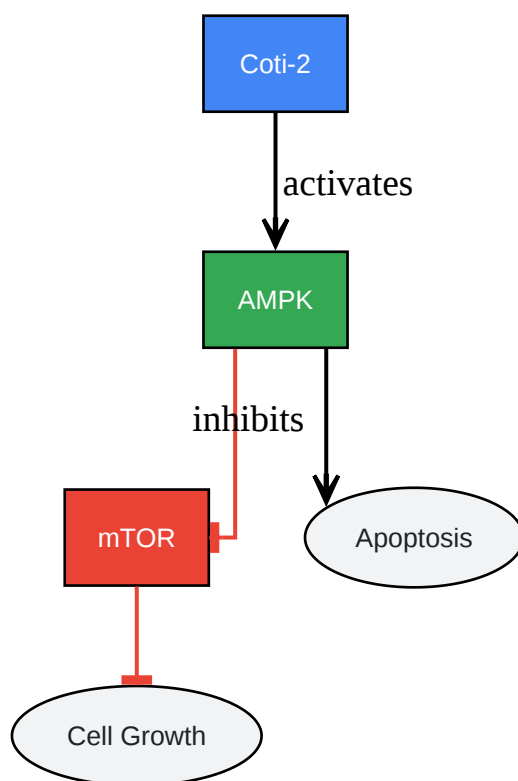 Coti-2
activates
AMPK
inhibits
mTOR
Apoptosis
Cell Growth